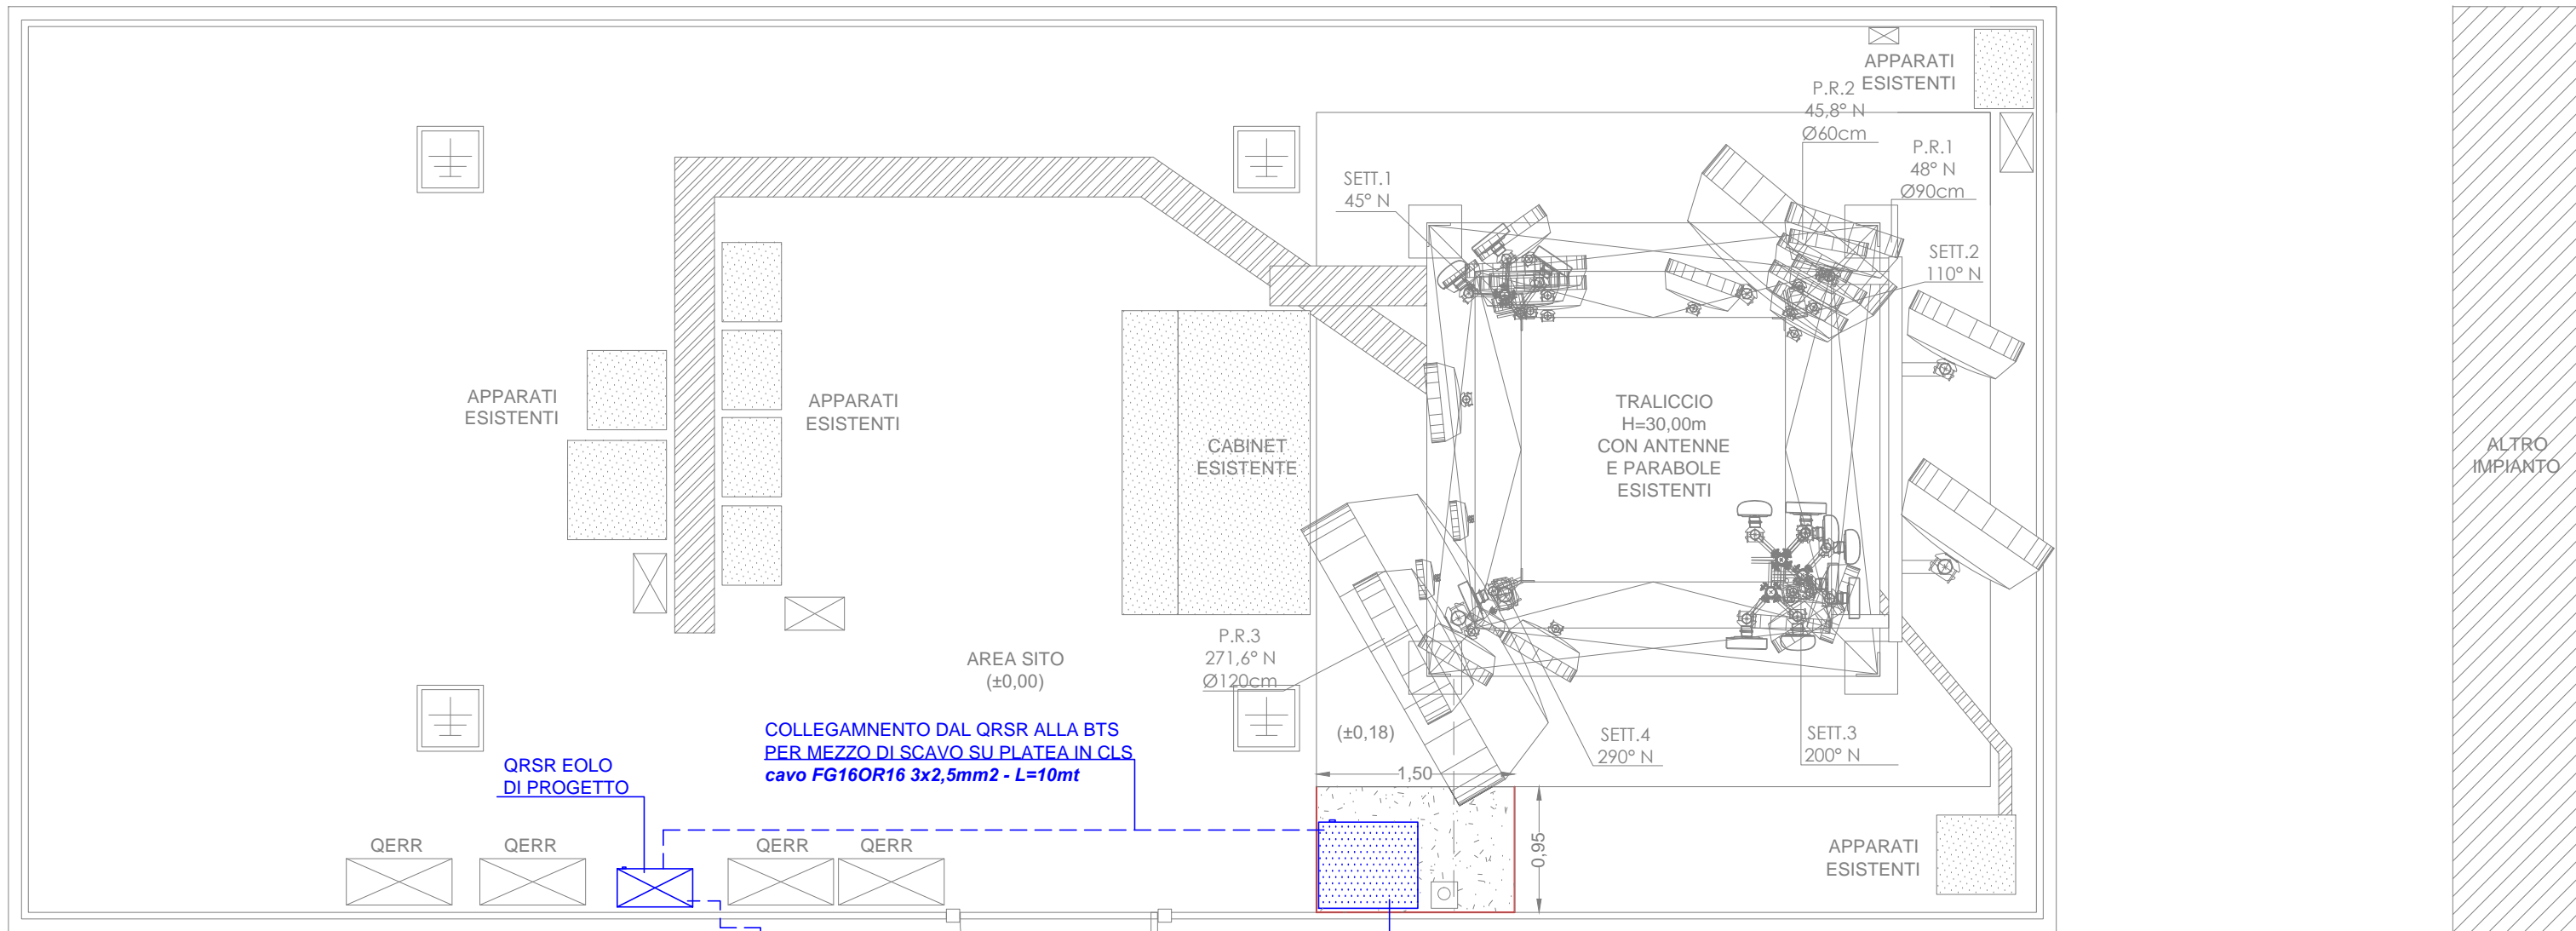 APPARATI
ESISTENTI
P.R.2
45,8° N
Ø60cm
P.R.1
48° N
Ø90cm
SETT.1
45° N
SETT.2
110° N
APPARATI
ESISTENTI
APPARATI
ESISTENTI
CABINET
ESISTENTE
TRALICCIO
H=30,00m
CON ANTENNE
E PARABOLE
ESISTENTI
ALTRO
IMPIANTO
P.R.3
271,6° N
Ø120cm
AREA SITO
(±0,00)
(±0,18)
SETT.4
290° N
SETT.3
200° N
COLLEGAMNENTO DAL QRSR ALLA BTS
PER MEZZO DI SCAVO SU PLATEA IN CLS
cavo FG16OR16 3x2,5mm2 - L=10mt
QRSR EOLO
DI PROGETTO
1,50
0,95
QERR
QERR
QERR
QERR
APPARATI
ESISTENTI